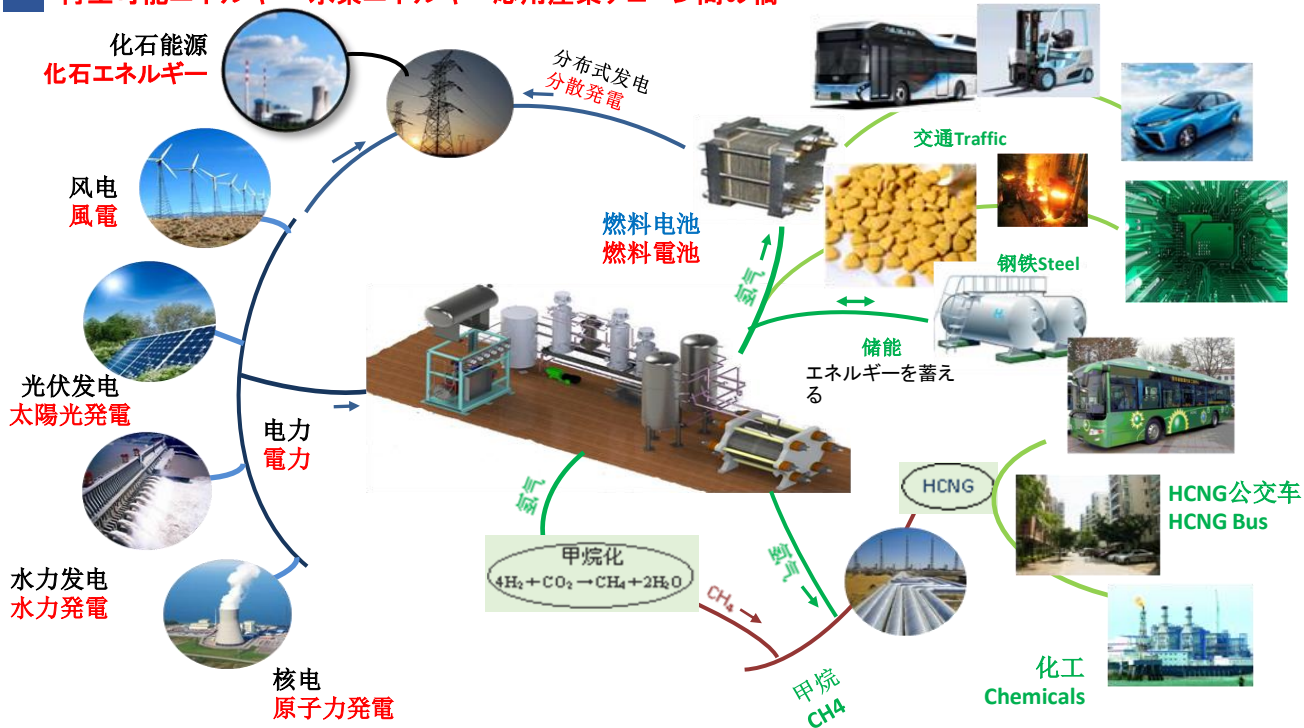 化石能源
化石エネルギー
分布式发电
分散発電
交通Traffic
风电
風電
燃料电池
燃料電池
氢气
钢铁Steel
储能
エネルギーを蓄え
る
光伏发电
太陽光発電
电力
電力
氢气
HCNG
HCNG公交车
HCNG Bus
甲烷化
4H₂+CO₂→CH₄+2H₂O
氢气
CH₄
水力发电
水力発電
核电
原子力発電
甲烷
CH4
化工
Chemicals